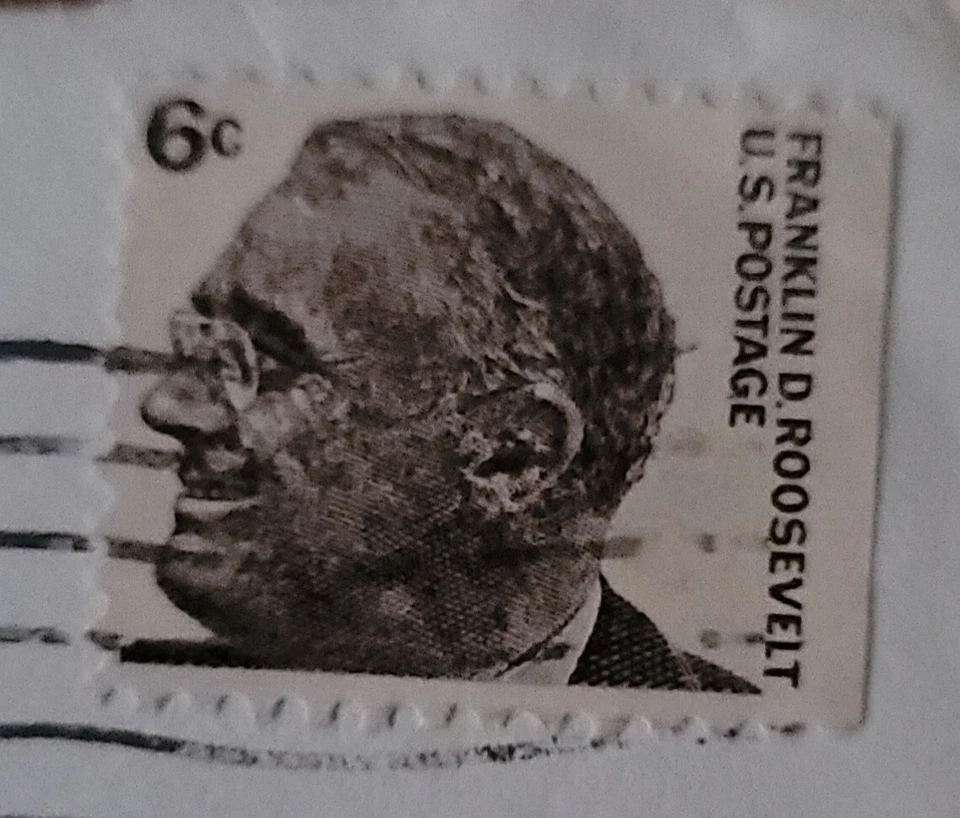 6c
FRANKLIN D. ROOSEVELT
U.S. POSTAGE